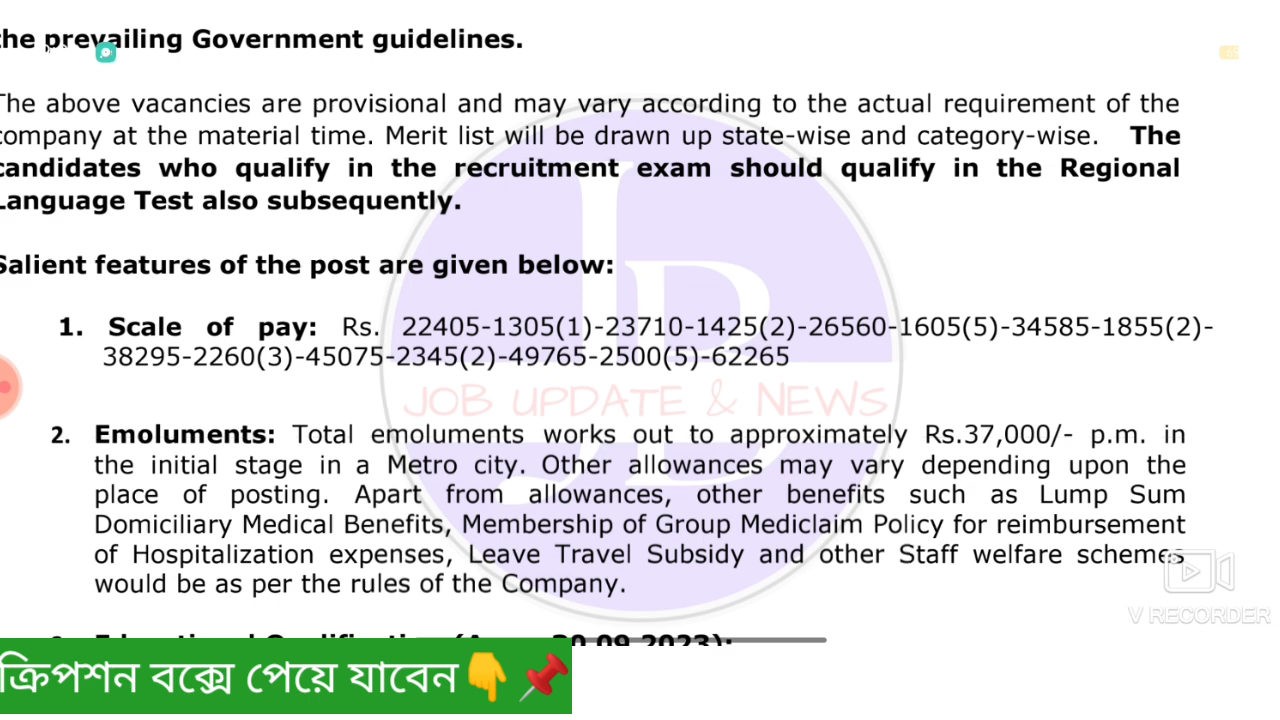 the prevailing Government guidelines.
The above vacancies are provisional and may vary according to the actual requirement of the
company at the material time. Merit list will be drawn up state-wise and category-wise. The
candidates who qualify in the recruitment exam should qualify in the Regional
Language Test also subsequently.
Salient features of the post are given below:
1. Scale of pay: Rs. 22405-1305(1)-23710-1425(2)-26560-1605(5)-34585-1855(2)-
38295-2260(3)-45075-2345(2)-49765-2500(5)-62265
JOB UPDATE & NEWS
2. Emoluments: Total emoluments works out to approximately Rs.37,000/- p.m. in
the initial stage in a Metro city. Other allowances may vary depending upon the
place of posting. Apart from allowances, other benefits such as Lump Sum
Domiciliary Medical Benefits, Membership of Group Mediclaim Policy for reimbursement
of Hospitalization expenses, Leave Travel Subsidy and other Staff welfare schemes
would be as per the rules of the Company.
V RECORDER
ক্রিপশন বক্সে পেয়ে যাবেন👇📌